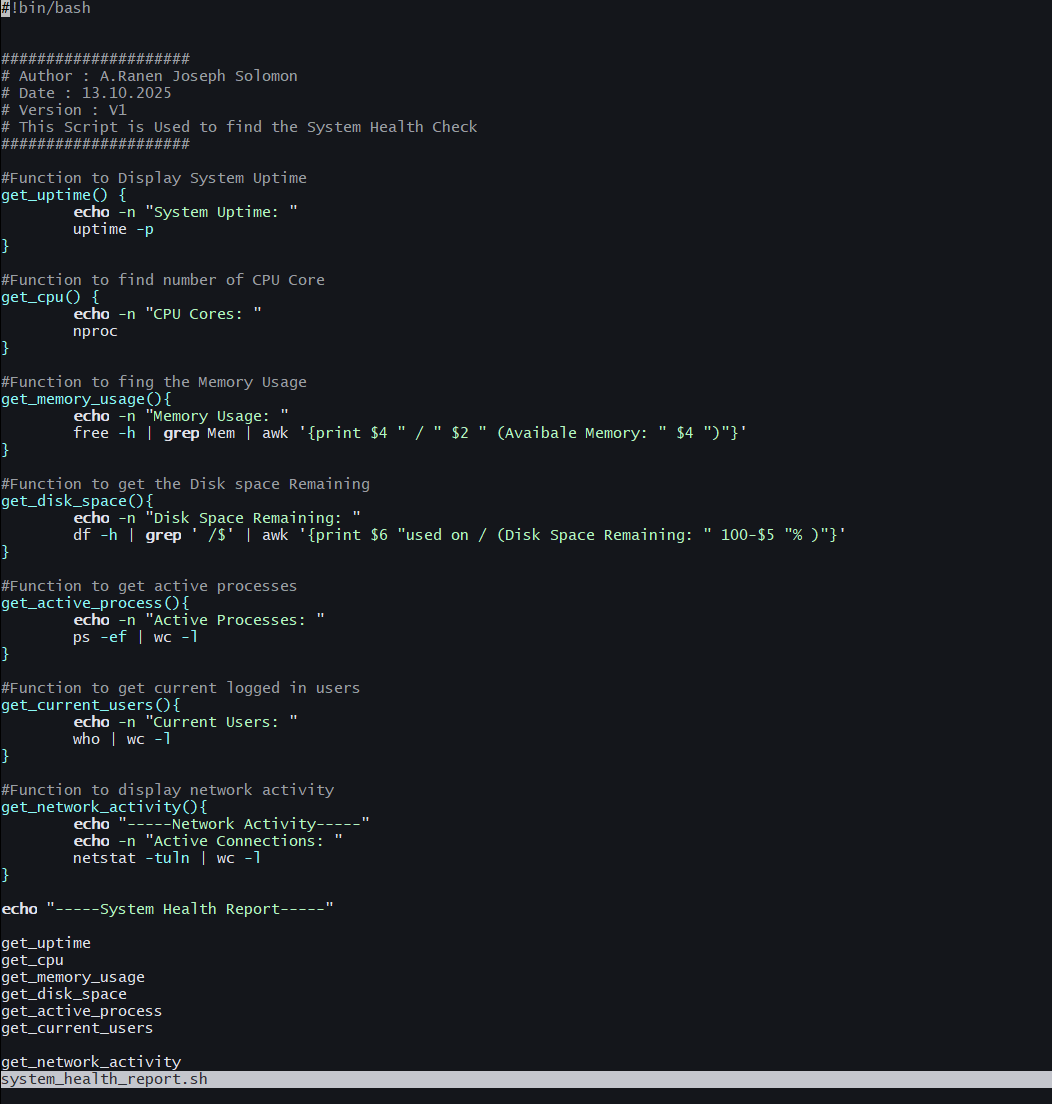 #!bin/bash
#####################
# Author : A.Ranen Joseph Solomon
# Date : 13.10.2025
# Version : V1
# This Script is Used to find the System Health Check
#####################
#Function to Display System Uptime
get_uptime() {
        echo -n "System Uptime: "
        uptime -p
}
#Function to find number of CPU Core
get_cpu() {
        echo -n "CPU Cores: "
        nproc
}
#Function to fing the Memory Usage
get_memory_usage(){
        echo -n "Memory Usage: "
        free -h | grep Mem | awk '{print $4 " / " $2 " (Avaibale Memory: " $4 ")"}'
}
#Function to get the Disk space Remaining
get_disk_space(){
        echo -n "Disk Space Remaining: "
        df -h | grep ' /$' | awk '{print $6 "used on / (Disk Space Remaining: " 100-$5 "% )"}'
}
#Function to get active processes
get_active_process(){
        echo -n "Active Processes: "
        ps -ef | wc -l
}
#Function to get current logged in users
get_current_users(){
        echo -n "Current Users: "
        who | wc -l
}
#Function to display network activity
get_network_activity(){
        echo "-----Network Activity-----"
        echo -n "Active Connections: "
        netstat -tuln | wc -l
}
echo "-----System Health Report-----"
get_uptime
get_cpu
get_memory_usage
get_disk_space
get_active_process
get_current_users
get_network_activity
system_health_report.sh